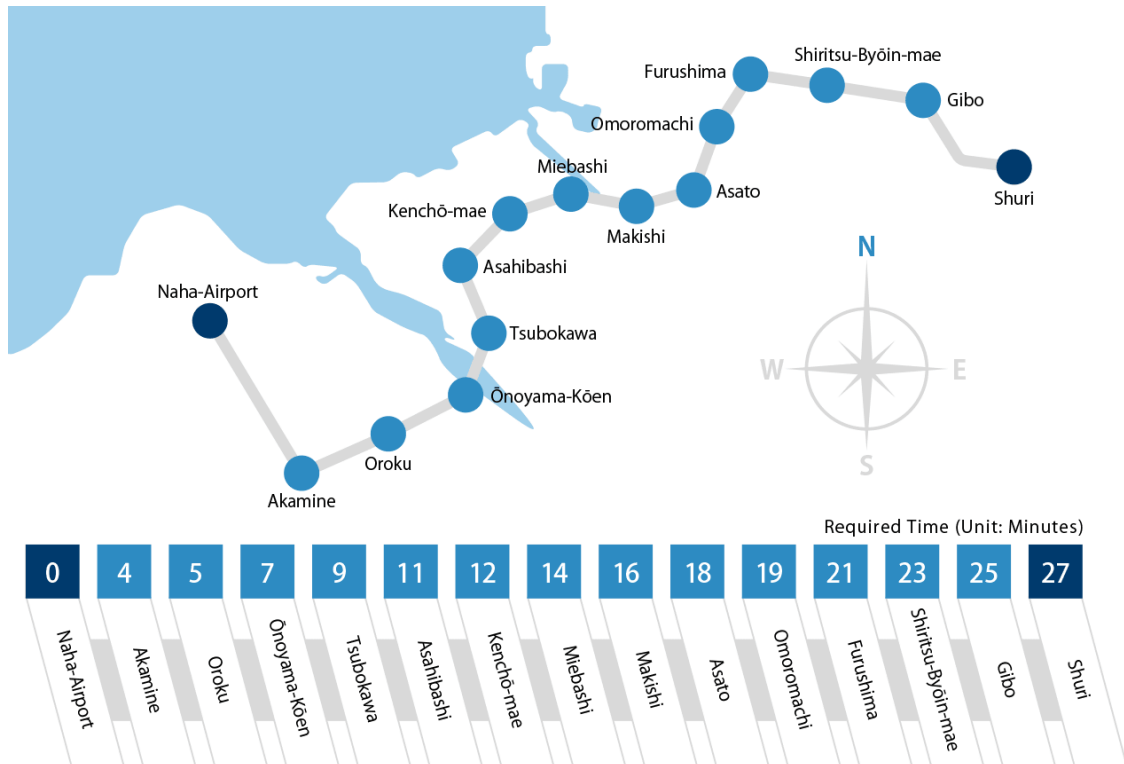 Shiritsu-Byōin-mae
Furushima
Gibo
Omoromachi
Miebashi
Asato
Shuri
Kenchō-mae
Makishi
Asahibashi
Naha-Airport
Tsubokawa
Ōnoyama-Kōen
Oroku
Akamine
N
W
E
S
Required Time (Unit: Minutes)
0 4 5 7 9 11 12 14 16 18 19 21 23 25 27
Naha-Airport
Akamine
Oroku
Ōnoyama-Kōen
Tsubokawa
Asahibashi
Kenchō-mae
Miebashi
Makishi
Asato
Omoromachi
Furushima
Shiritsu-Byōin-mae
Gibo
Shuri